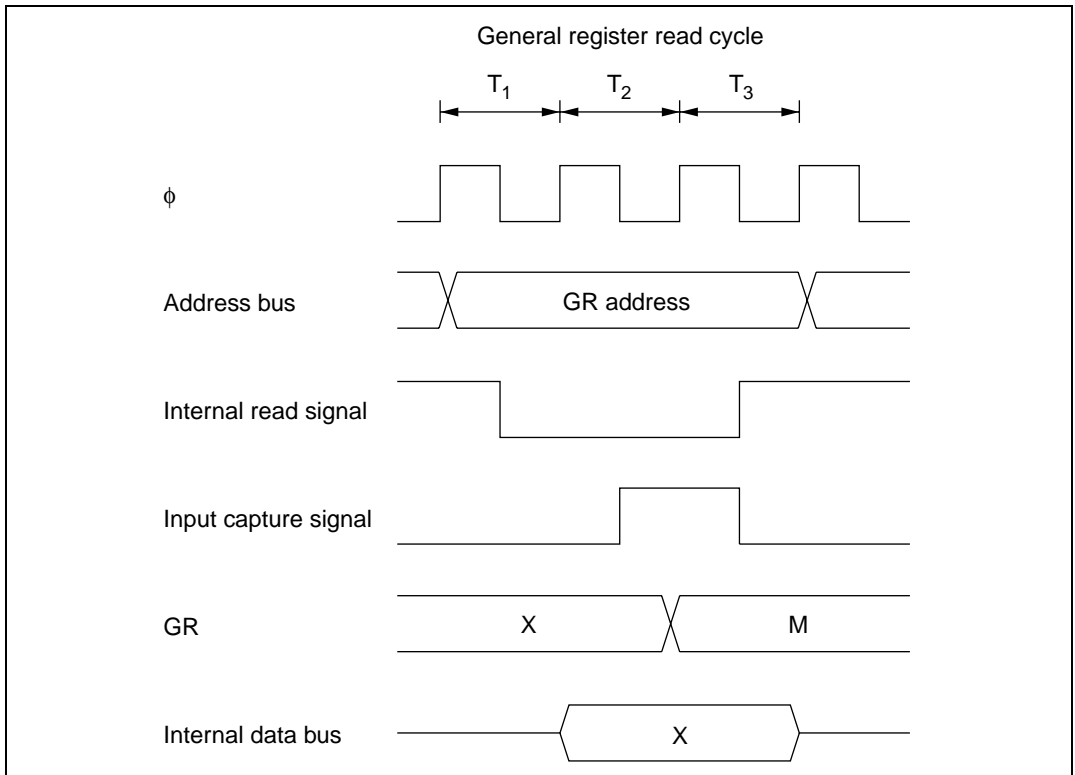 General register read cycle
T1 T2 T3
ϕ
Address bus GR address
Internal read signal
Input capture signal
GR X M
Internal data bus X